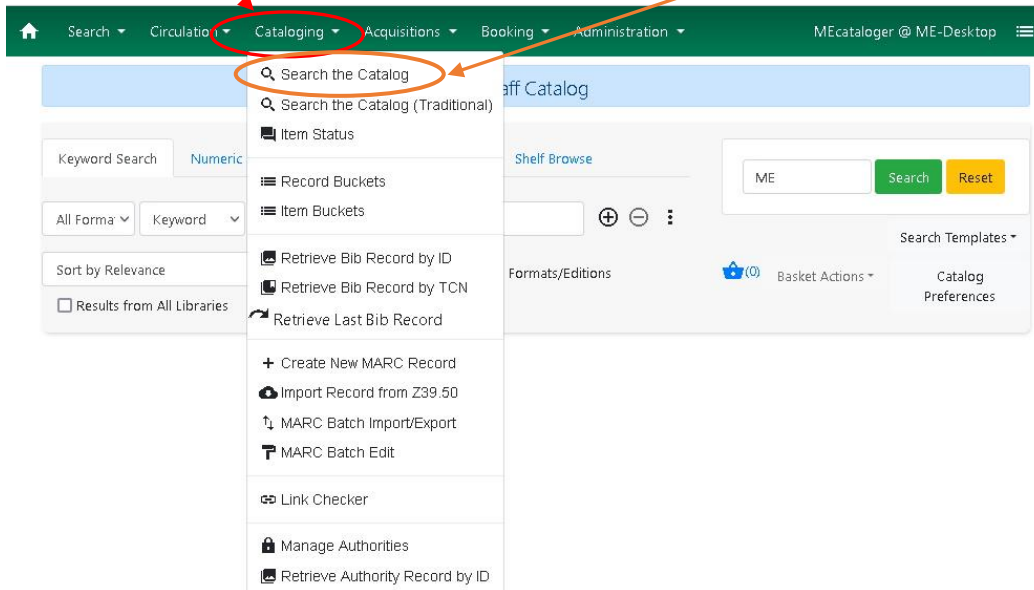 Search Circulation Cataloging Acquisitions Booking Administration MEcataloger @ ME-Desktop
Search the Catalog
aff Catalog
Search the Catalog (Traditional)
Item Status
Keyword Search Numeric Shelf Browse
ME Search Reset
Record Buckets
Item Buckets
All Forma Keyword
Search Templates
Retrieve Bib Record by ID
Sort by Relevance Formats/Editions (0) Basket Actions Catalog Preferences
Retrieve Bib Record by TCN
Results from All Libraries
Retrieve Last Bib Record
Create New MARC Record
Import Record from Z39.50
MARC Batch Import/Export
MARC Batch Edit
Link Checker
Manage Authorities
Retrieve Authority Record by ID